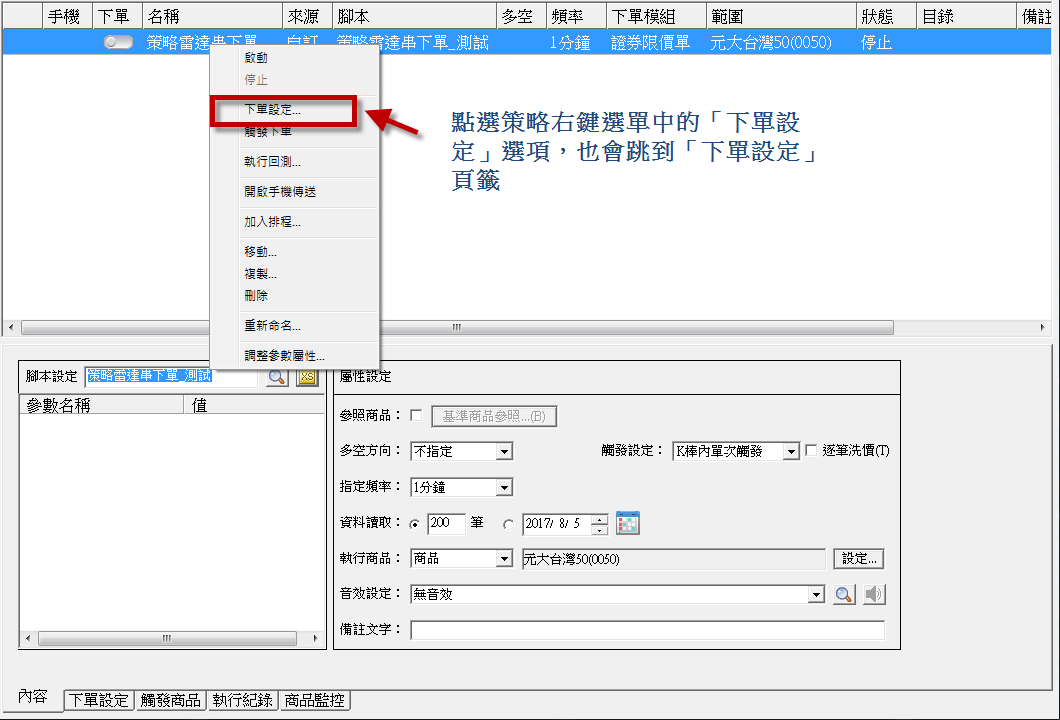 手機 下單 名稱 來源 腳本 多空 頻率 下單模組 範圍 狀態 目錄 備註
策略雷達串下單 自訂 策略雷達串下單_測試 1分鐘 證券限價單 元大台灣50(0050) 停止
啟動
停止
下單設定...
觸發下單
執行回測...
開啟手機傳送
加入排程...
移動...
複製...
刪除
重新命名...
調整參數屬性...
點選策略右鍵選單中的「下單設
定」選項，也會跳到「下單設定」
頁籤
腳本設定 策略雷達串下單_測試 XS
參數名稱 值
屬性設定
參照商品： 基準商品參照...(B)
多空方向： 不指定 觸發設定： K棒內單次觸發 逐筆洗價(T)
指定頻率： 1分鐘
資料讀取： 200 筆 2017/ 8/ 5
執行商品： 商品 元大台灣50(0050) 設定...
音效設定： 無音效
備註文字：
內容 下單設定 觸發商品 執行紀錄 商品監控